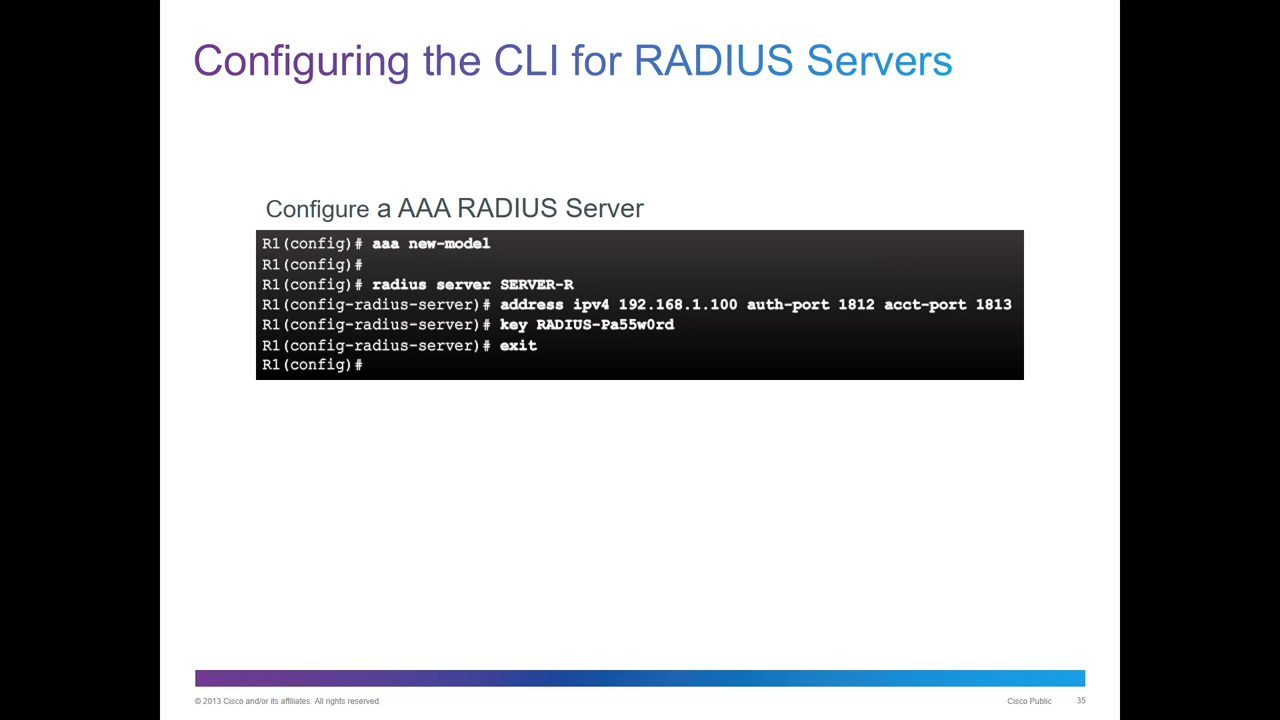 Configuring the CLI for RADIUS Servers
Configure a AAA RADIUS Server
R1(config)# aaa new-model
R1(config)#
R1(config)# radius server SERVER-R
R1(config-radius-server)# address ipv4 192.168.1.100 auth-port 1812 acct-port 1813
R1(config-radius-server)# key RADIUS-Pa55w0rd
R1(config-radius-server)# exit
R1(config)#
© 2013 Cisco and/or its affiliates. All rights reserved.
Cisco Public
35